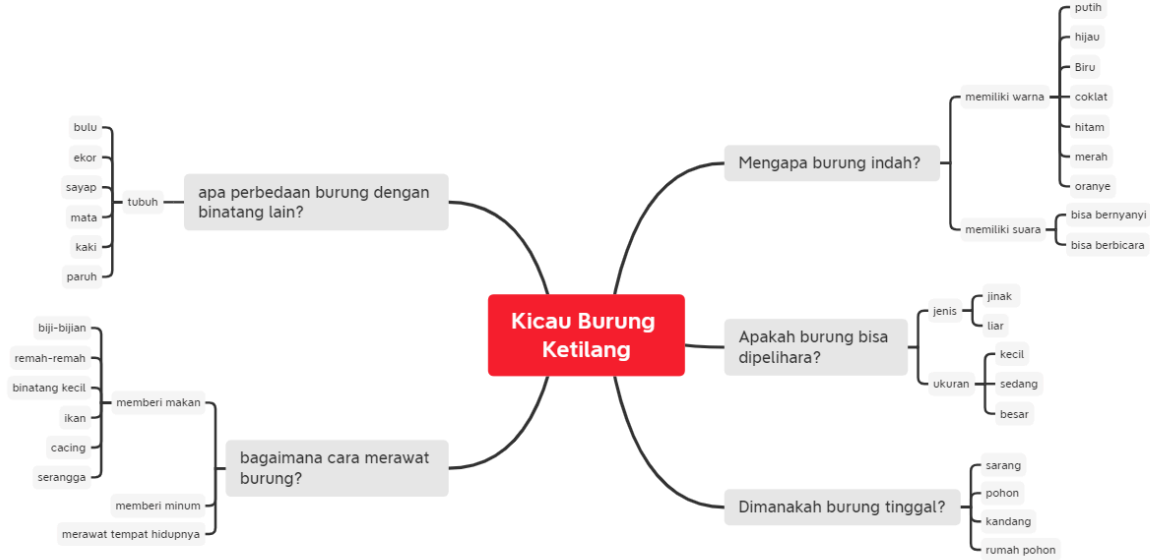 Kicau Burung
Ketilang
Mengapa burung indah?
memiliki warna
putih
hijau
Biru
coklat
hitam
merah
oranye
memiliki suara
bisa bernyanyi
bisa berbicara
Apakah burung bisa
dipelihara?
jenis
jinak
liar
ukuran
kecil
sedang
besar
Dimanakah burung tinggal?
sarang
pohon
kandang
rumah pohon
apa perbedaan burung dengan
binatang lain?
tubuh
bulu
ekor
sayap
mata
kaki
paruh
bagaimana cara merawat
burung?
memberi makan
biji-bijian
remah-remah
binatang kecil
ikan
cacing
serangga
memberi minum
merawat tempat hidupnya